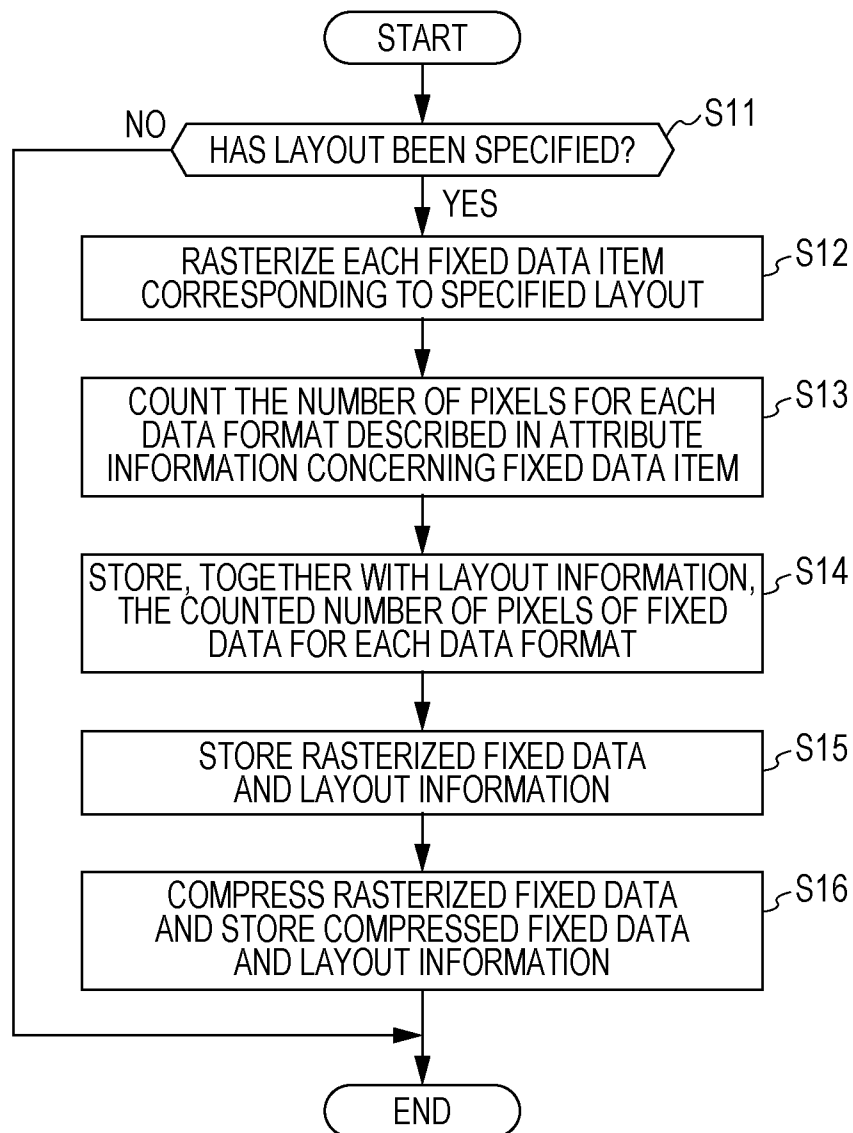 START
NO
HAS LAYOUT BEEN SPECIFIED?
S11
YES
RASTERIZE EACH FIXED DATA ITEM
CORRESPONDING TO SPECIFIED LAYOUT
S12
COUNT THE NUMBER OF PIXELS FOR EACH
DATA FORMAT DESCRIBED IN ATTRIBUTE
INFORMATION CONCERNING FIXED DATA ITEM
S13
STORE, TOGETHER WITH LAYOUT INFORMATION,
THE COUNTED NUMBER OF PIXELS OF FIXED
DATA FOR EACH DATA FORMAT
S14
STORE RASTERIZED FIXED DATA
AND LAYOUT INFORMATION
S15
COMPRESS RASTERIZED FIXED DATA
AND STORE COMPRESSED FIXED DATA
AND LAYOUT INFORMATION
S16
END